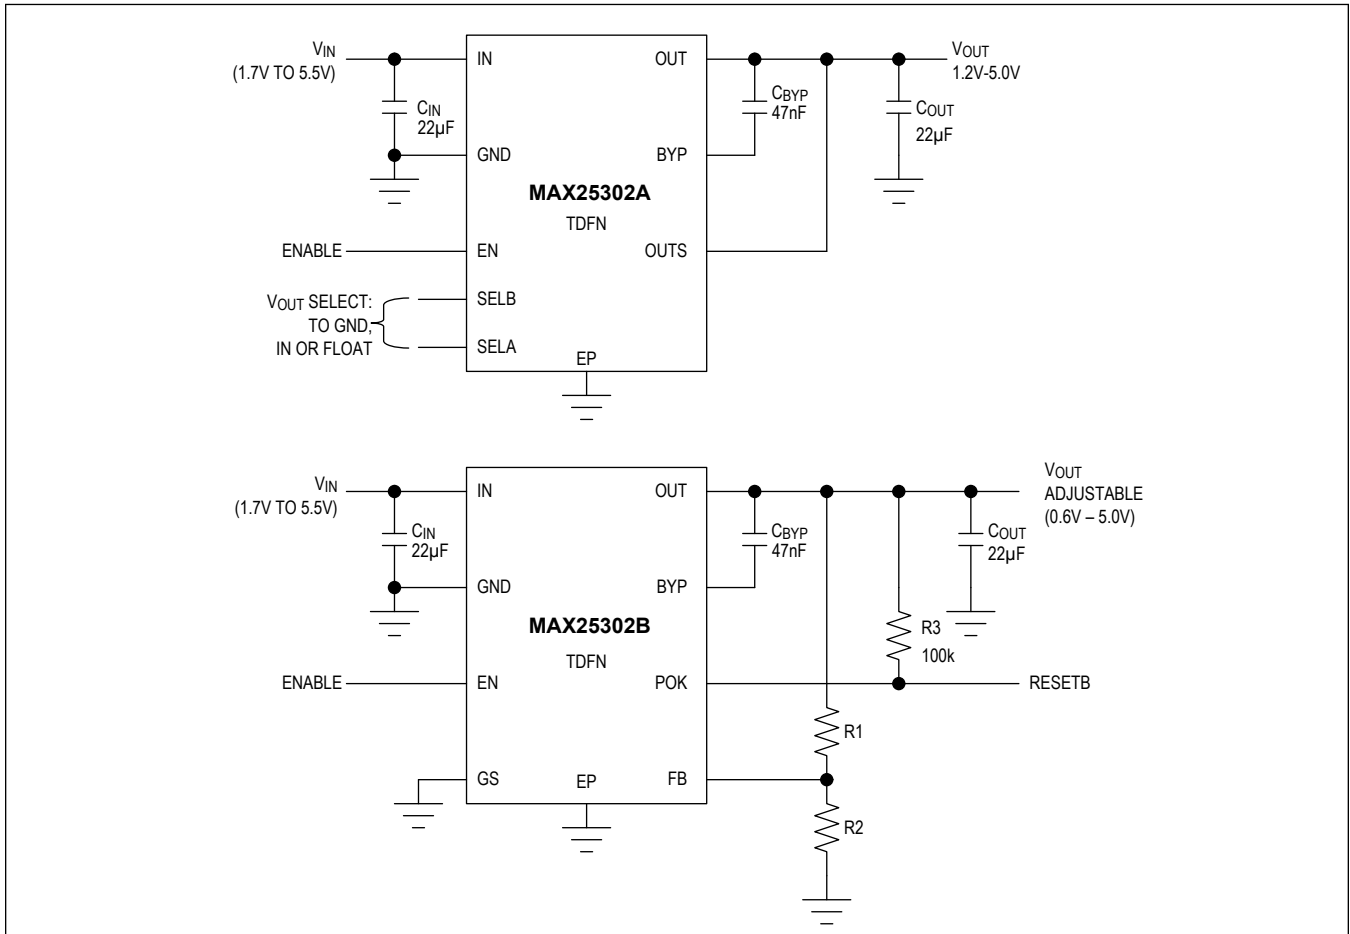 VIN
(1.7V TO 5.5V)
CIN
22µF
IN
GND
EN
SELB
SELA
ENABLE
VOUT SELECT:
TO GND,
IN OR FLOAT
MAX25302A
TDFN
EP
OUT
BYP
OUTS
CBYP
47nF
COUT
22µF
VOUT
1.2V-5.0V
VIN
(1.7V TO 5.5V)
CIN
22µF
IN
GND
EN
GS
ENABLE
MAX25302B
TDFN
EP
OUT
BYP
POK
FB
CBYP
47nF
COUT
22µF
VOUT
ADJUSTABLE
(0.6V – 5.0V)
R3
100k
RESETB
R1
R2